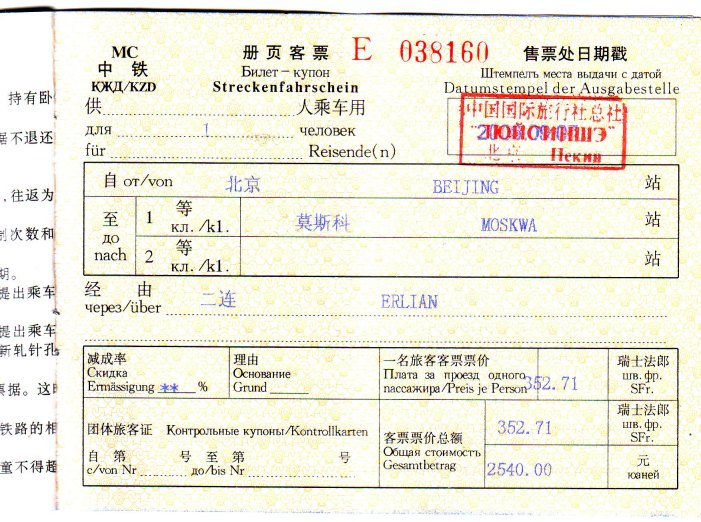 持有卧
据不退还
,往返为
制次数和
期。
提出乘车
提出乘车
新轧针孔
票据。这
铁路的相
童不得超
MC
中 铁
КЖД/KZD
册页客票
Билет – купон
Streckenfahrschein
E 038160
售票处日期戳
Штемпелъ места выдачи с датой
Datumstempel der Ausgabestelle
供 人乘车用
для 1 человек
für Reisende(n)
中国国际旅行社总社
"ЛЮЙСИНШЭ"
北京 Пекин
自 от/von 北京 BEIJING 站
至 до nach
1 等 кл. /k1. 莫斯科 MOSKWA 站
2 等 кл. /k1. 站
经 由
через/über 二连 ERLIAN
减成率
Скидка
Ermässigung ** %
理由
Основание
Grund
一名旅客客票票价
Плата за проезд одного
пассажира/Preis je Person 352.71
瑞士法郎
шв. фр.
SFr.
团体旅客证 Контрольные купоны/Kontrollkarten
自 第 号 至 第 号
с/von Nr до/bis Nr
客票票价总额
Общая стоимость
Gesamtbetrag
352.71
瑞士法郎
шв. фр.
SFr.
2540.00
元
юаней